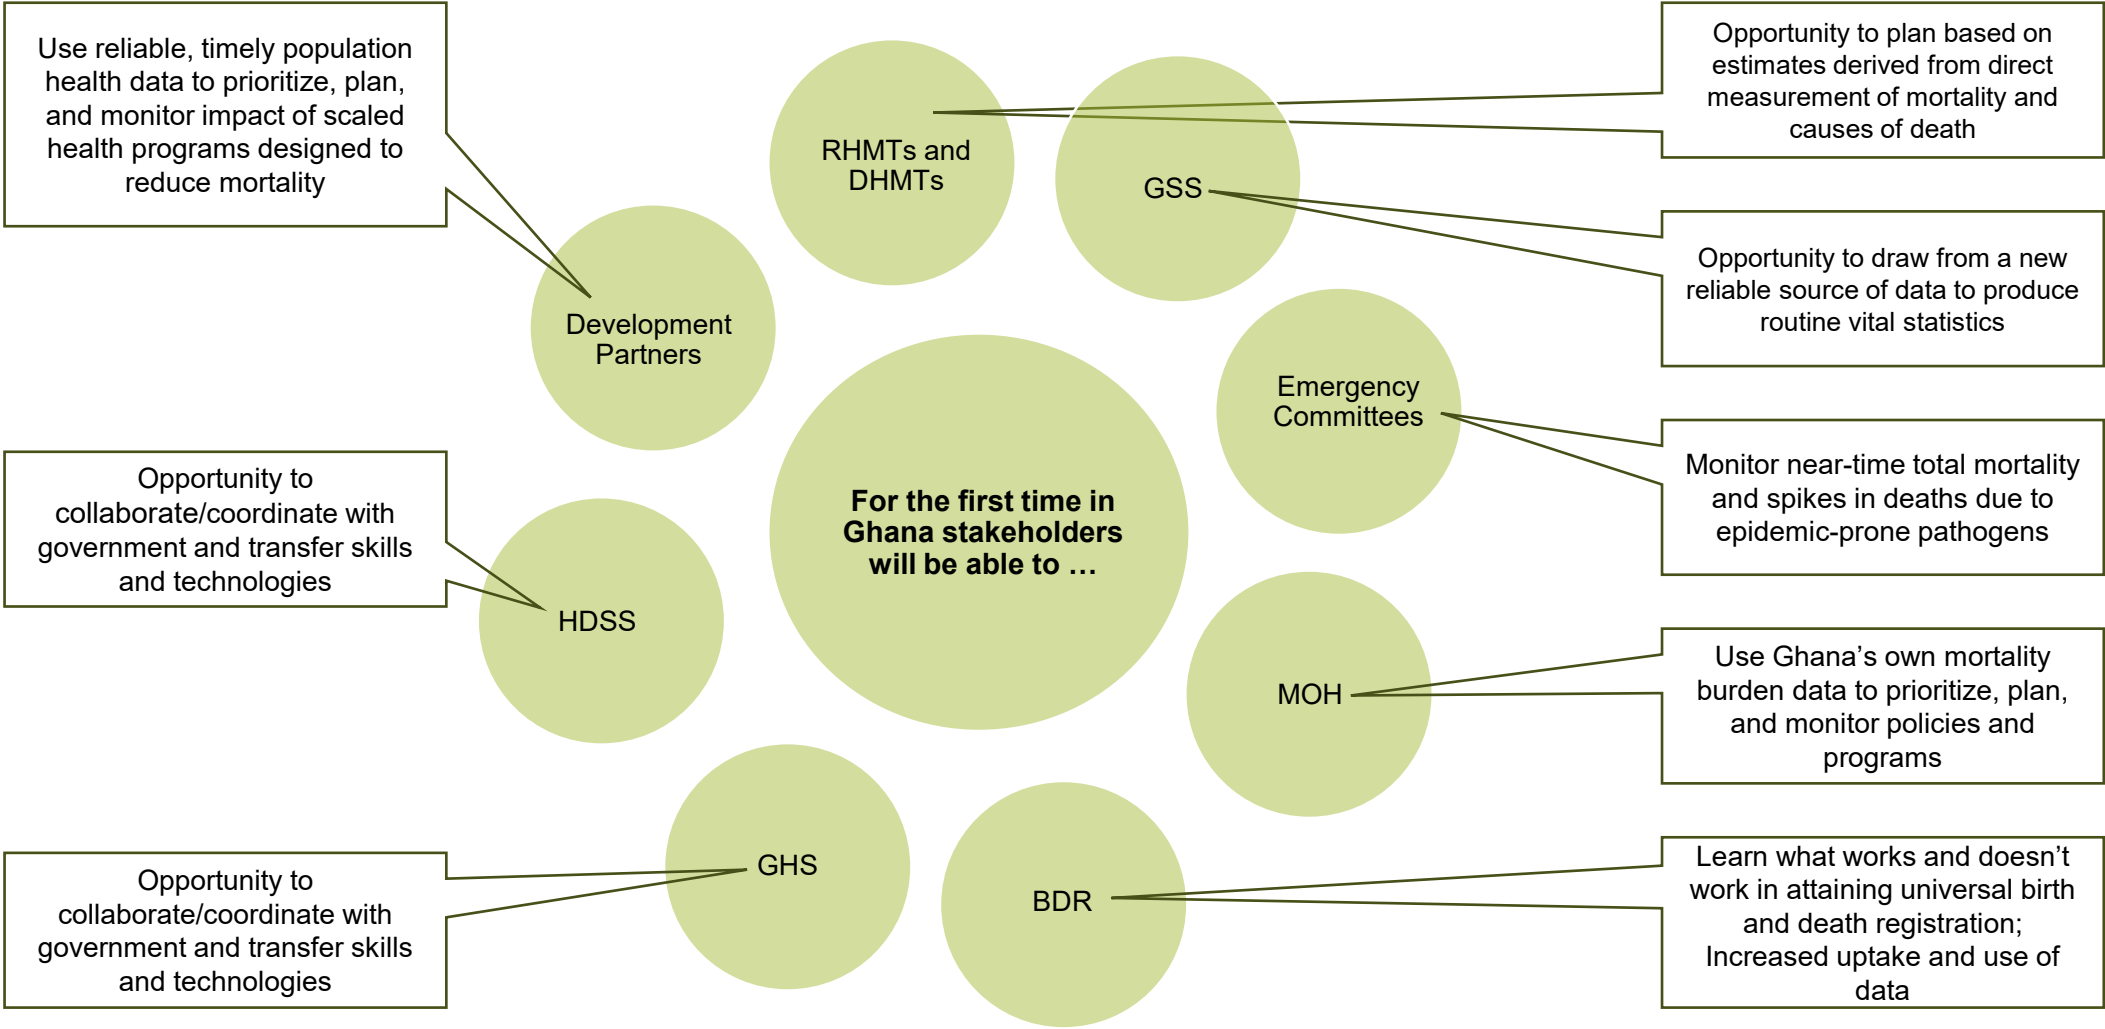 Use reliable, timely population
health data to prioritize, plan,
and monitor impact of scaled
health programs designed to
reduce mortality
RHMTs and
DHMTs
GSS
Opportunity to plan based on
estimates derived from direct
measurement of mortality and
causes of death
Opportunity to draw from a new
reliable source of data to produce
routine vital statistics
Development
Partners
Emergency
Committees
Monitor near-time total mortality
and spikes in deaths due to
epidemic-prone pathogens
Opportunity to
collaborate/coordinate with
government and transfer skills
and technologies
For the first time in
Ghana stakeholders
will be able to …
HDSS
MOH
Use Ghana’s own mortality
burden data to prioritize, plan,
and monitor policies and
programs
Opportunity to
collaborate/coordinate with
government and transfer skills
and technologies
GHS
BDR
Learn what works and doesn’t
work in attaining universal birth
and death registration;
Increased uptake and use of
data